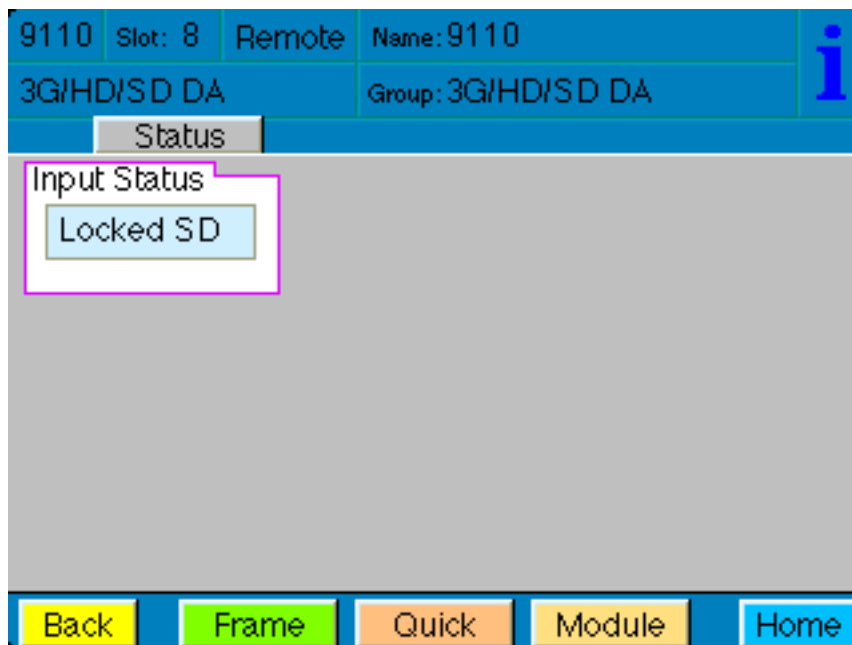 9110 Slot: 8 Remote Name: 9110
3G/HD/SD DA Group: 3G/HD/SD DA
i
Status
Input Status
Locked SD
Back Frame Quick Module Home